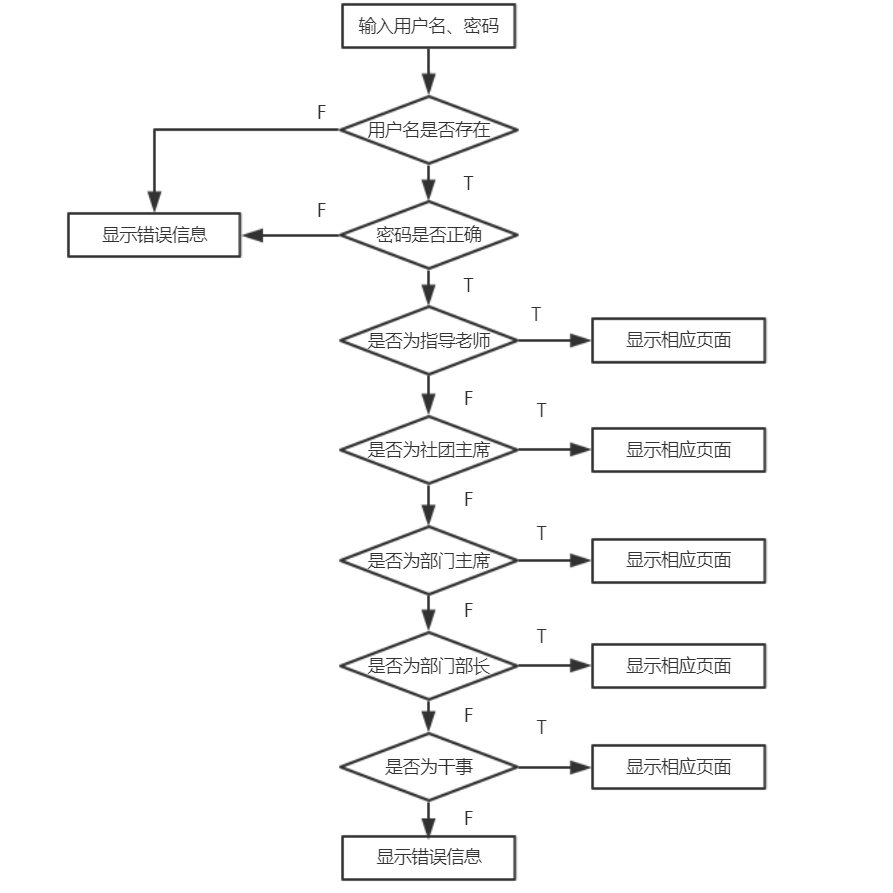 输入用户名、密码
F
用户名是否存在
T
F
显示错误信息
密码是否正确
T
T
是否为指导老师
显示相应页面
F
T
是否为社团主席
显示相应页面
F
T
是否为部门主席
显示相应页面
F
T
是否为部门部长
显示相应页面
F
T
是否为干事
显示相应页面
F
显示错误信息